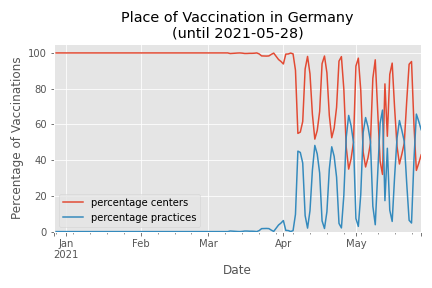 Place of Vaccination in Germany
(until 2021-05-28)
Percentage of Vaccinations
100
80
60
40
20
0
percentage centers
percentage practices
Jan
2021
Feb
Mar
Apr
May
Date